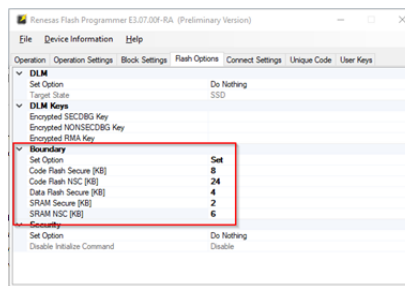 Renesas Flash Programmer E3.07.00f-RA (Preliminary Version)
File Device Information Help
Operation Operation Settings Block Settings Flash Options Connect Settings Unique Code User Keys
DLM
Set Option Do Nothing
Target State SSD
DLM Keys
Encrypted SECDBG Key
Encrypted NONSECDBG Key
Encrypted RMA Key
Boundary
Set Option Set
Code Flash Secure [KB] 8
Code Flash NSC [KB] 24
Data Flash Secure [KB] 4
SRAM Secure [KB] 2
SRAM NSC [KB] 6
Security
Set Option Do Nothing
Disable Initialize Command Disable